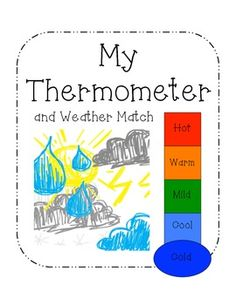 My
Thermometer
and Weather Match
Hot
Warm
Mild
Cool
Cold